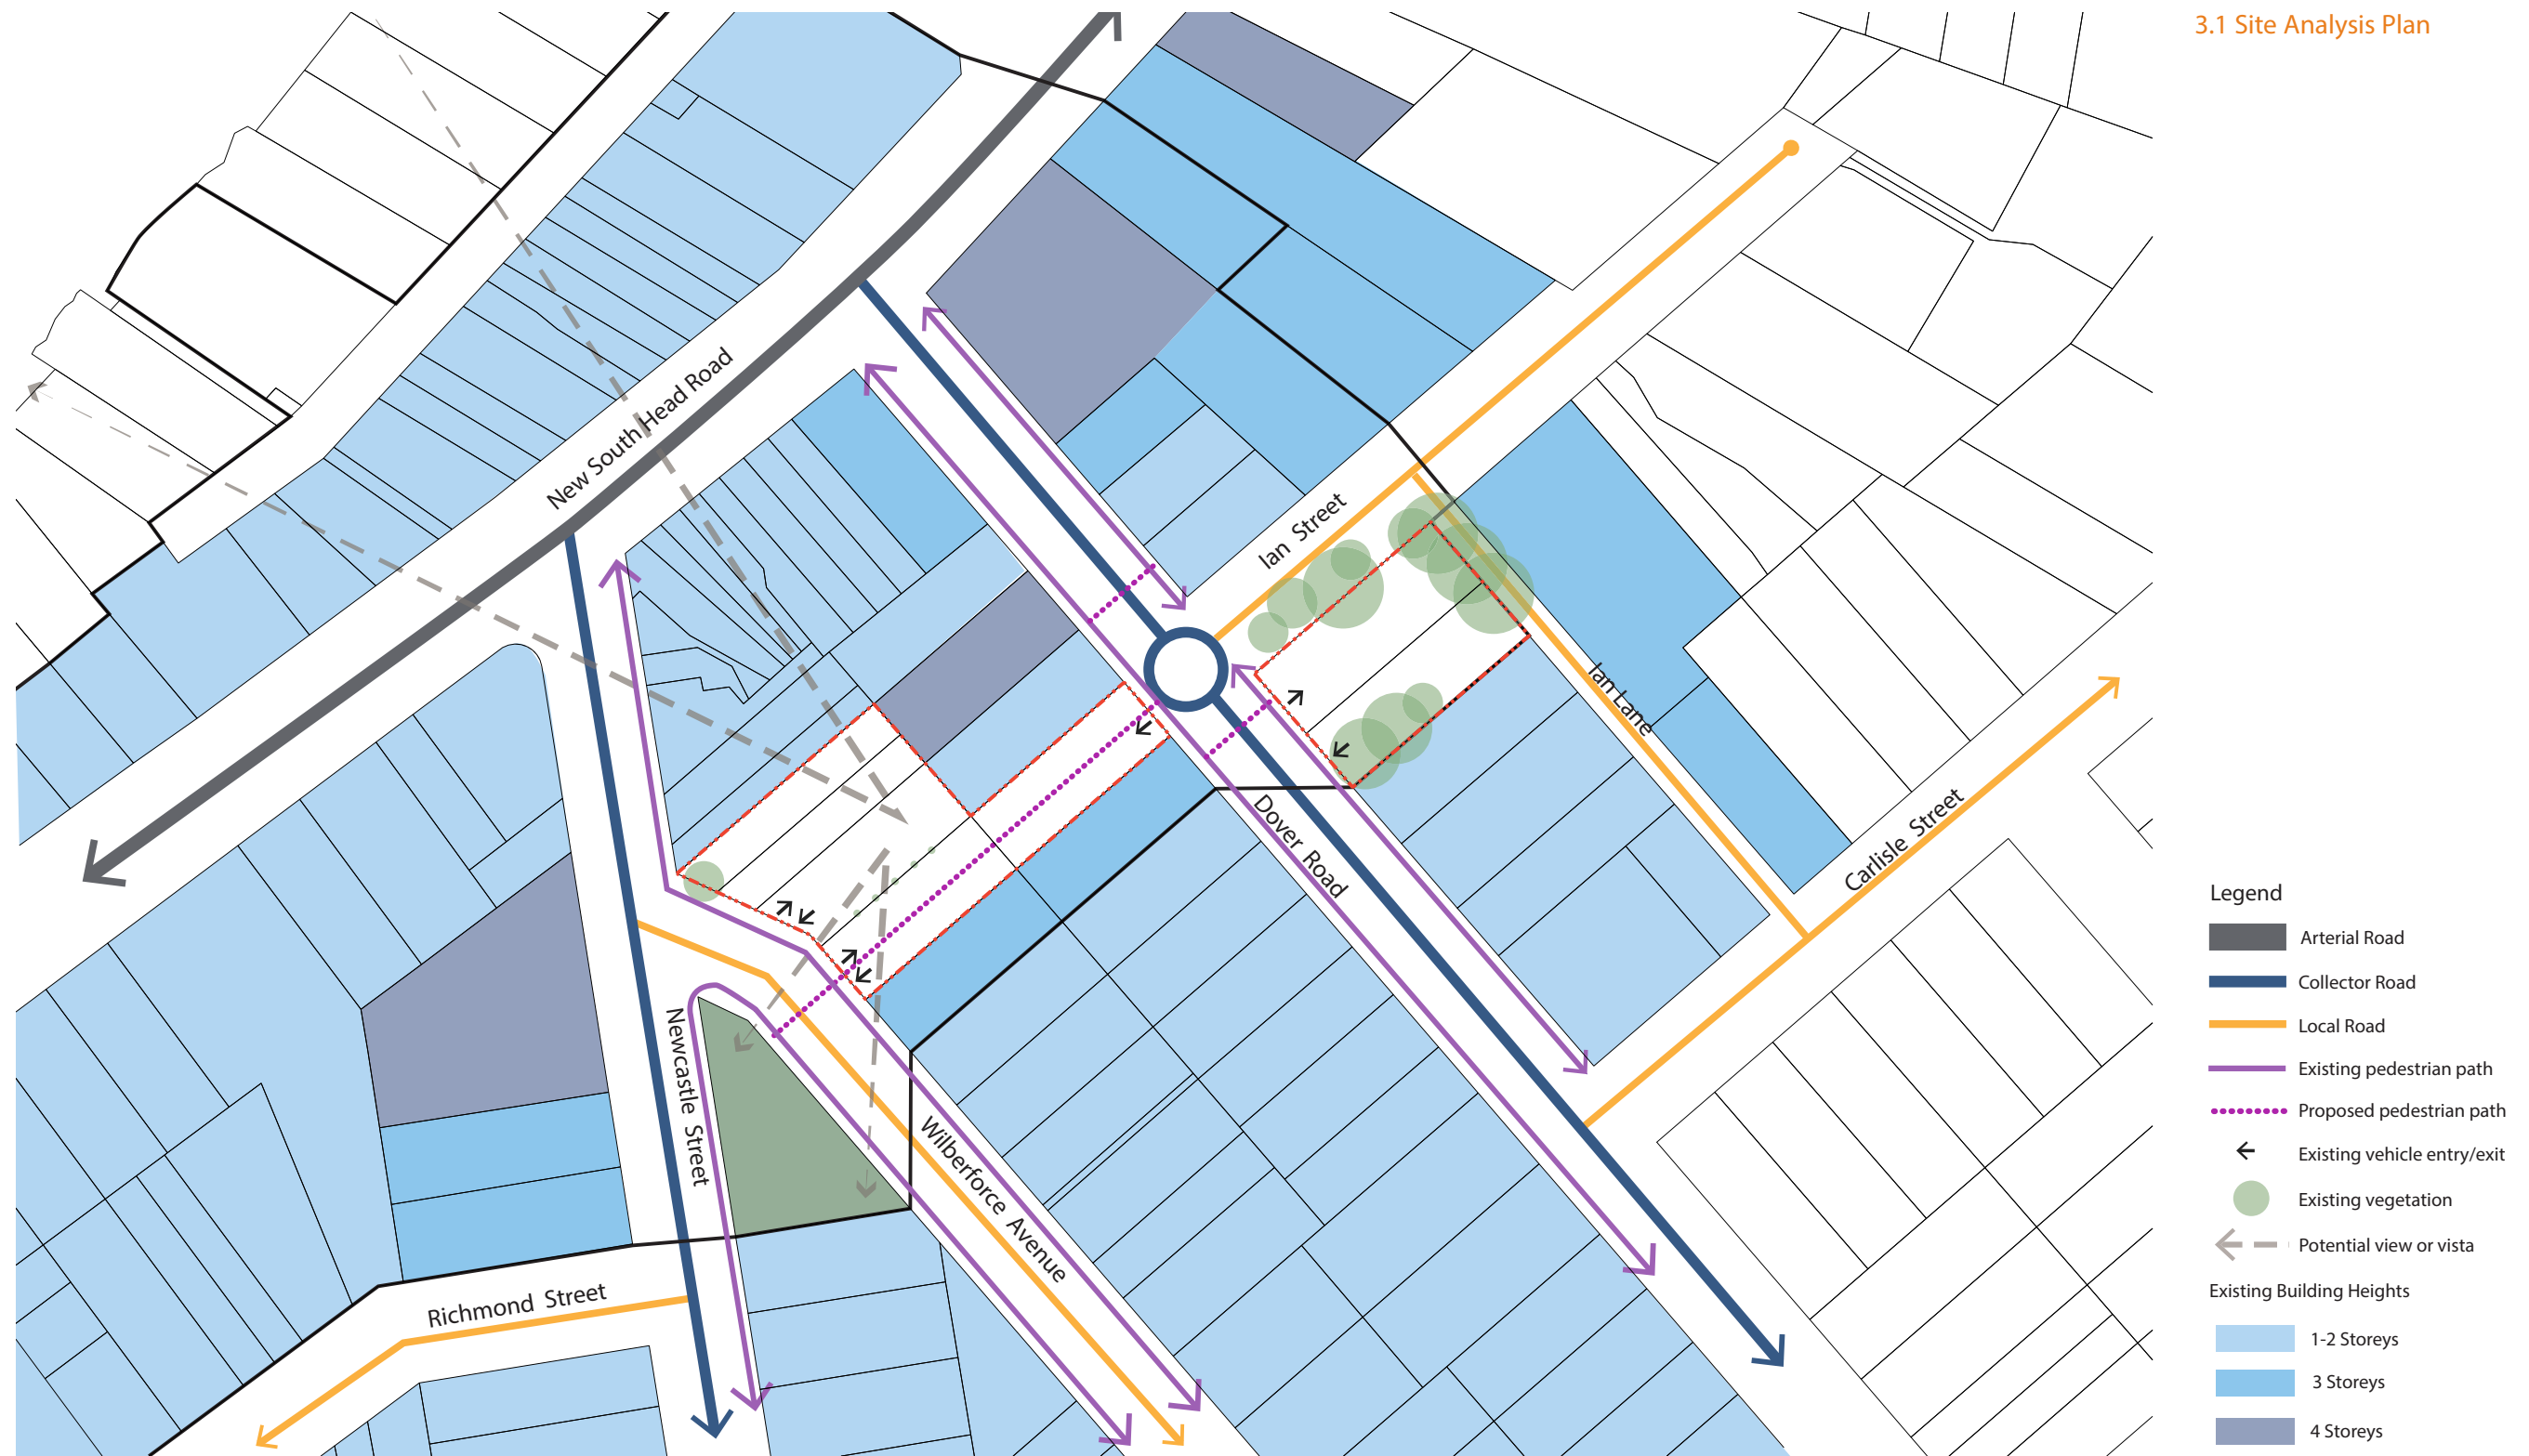 3.1 Site Analysis Plan
New South Head Road
Ian Street
Ian Lane
Carlisle Street
Dover Road
Newcastle Street
Wilberforce Avenue
Richmond Street
Legend
Arterial Road
Collector Road
Local Road
Existing pedestrian path
Proposed pedestrian path
Existing vehicle entry/exit
Existing vegetation
Potential view or vista
Existing Building Heights
1-2 Storeys
3 Storeys
4 Storeys